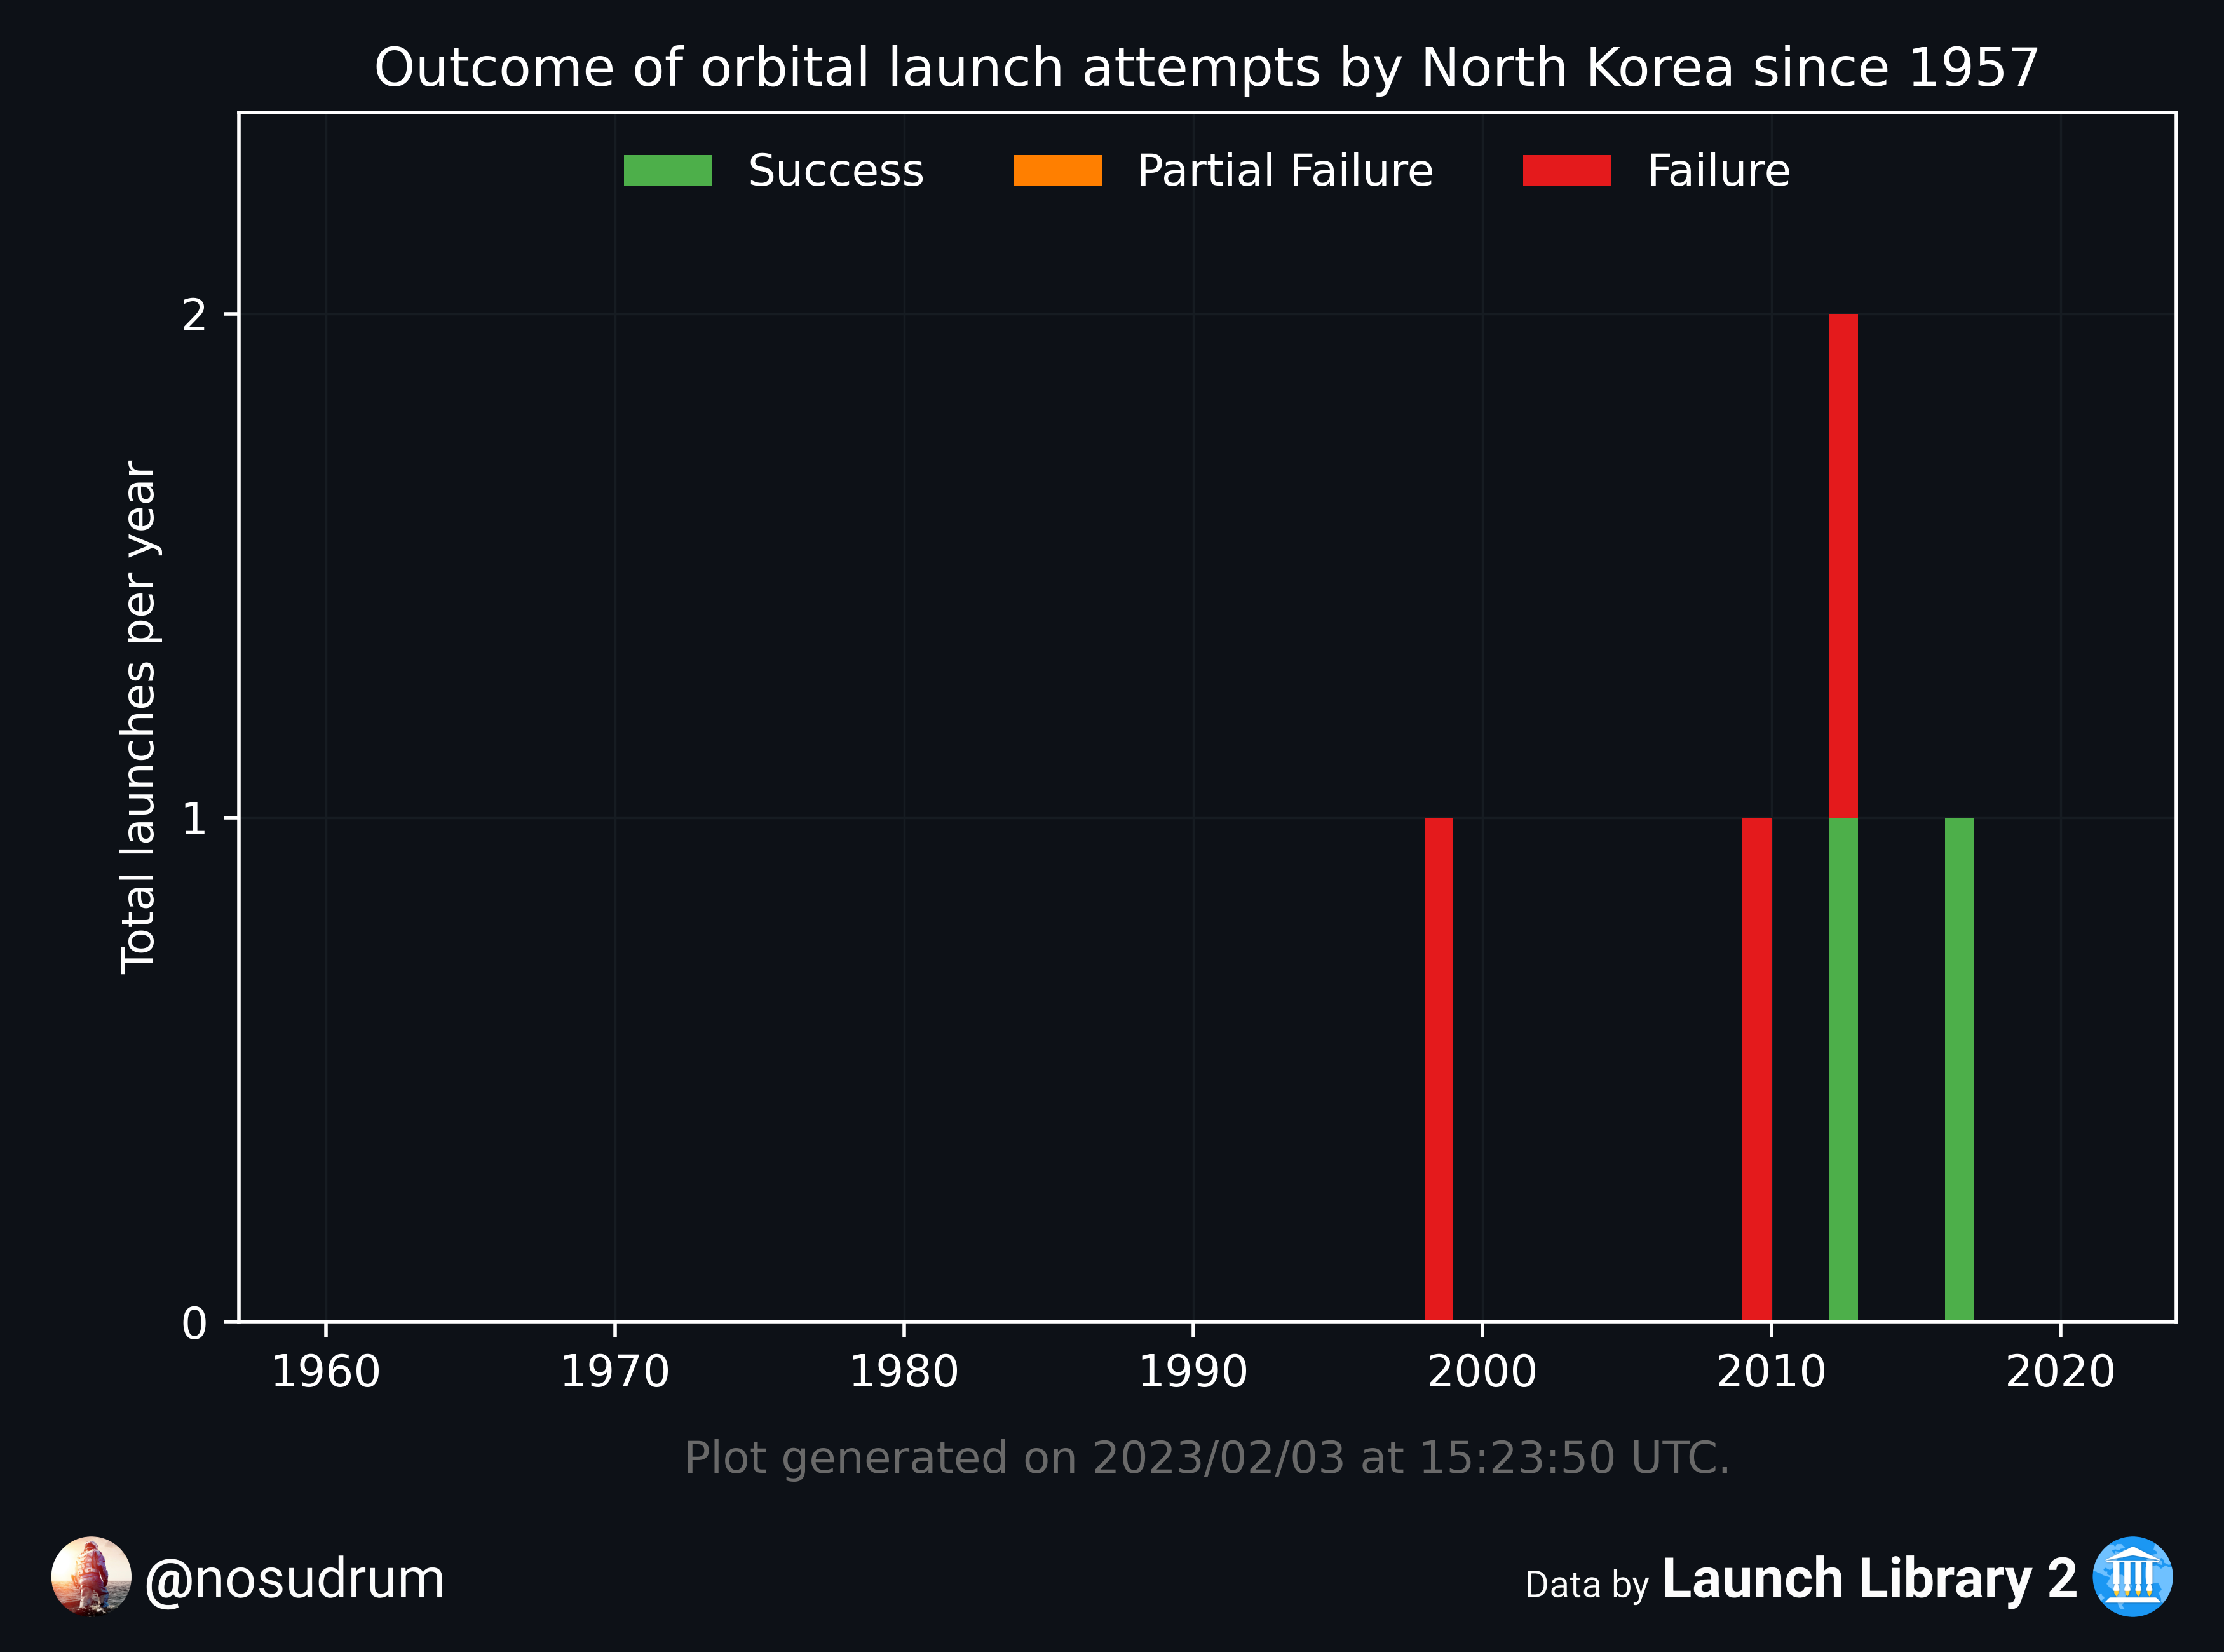 Outcome of orbital launch attempts by North Korea since 1957
Success Partial Failure Failure
Total launches per year
2
1
0
1960 1970 1980 1990 2000 2010 2020
Plot generated on 2023/02/03 at 15:23:50 UTC.
@nosudrum
Data by Launch Library 2